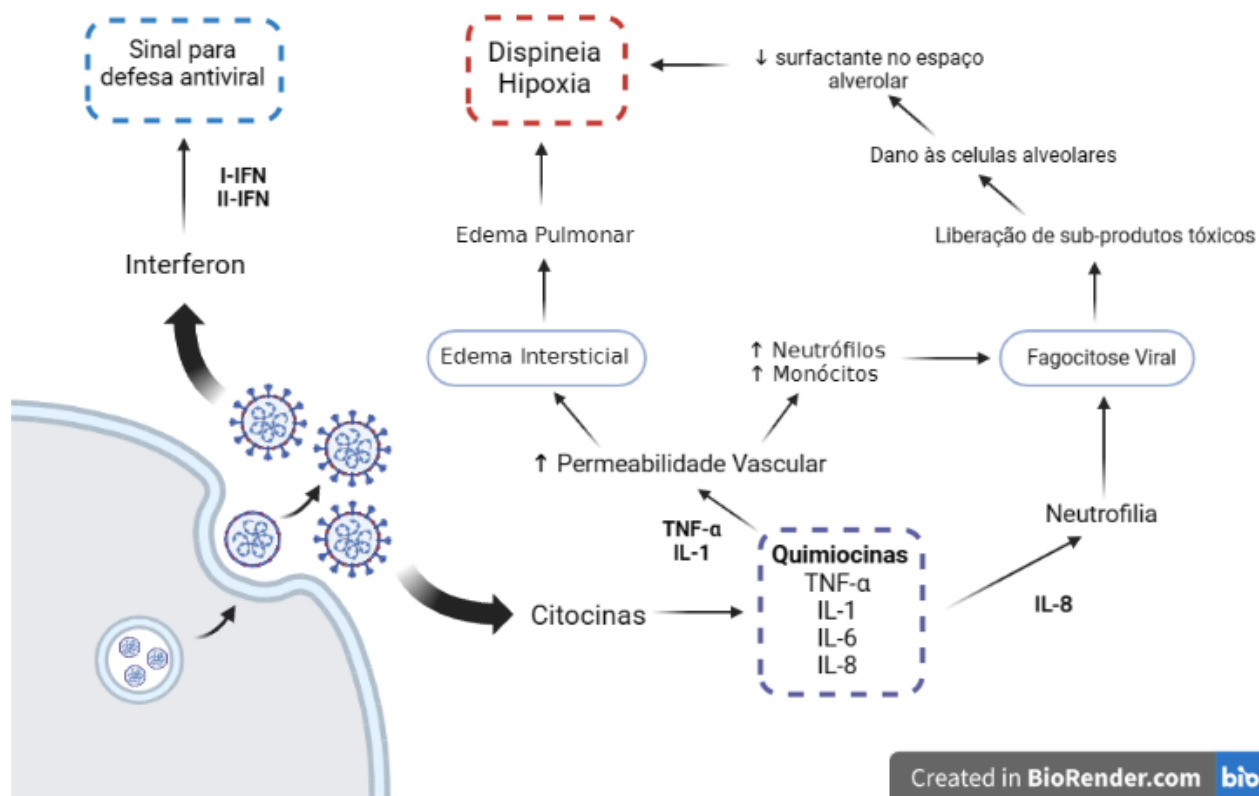 Sinal para
defesa antiviral
I-IFN
II-IFN
Interferon
Dispineia
Hipoxia
↓ surfactante no espaço
alverolar
Dano às celulas alveolares
Liberação de sub-produtos tóxicos
Edema Pulmonar
Edema Intersticial
↑ Neutrófilos
↑ Monócitos
Fagocitose Viral
↑ Permeabilidade Vascular
TNF-α
IL-1
Quimiocinas
TNF-α
IL-1
IL-6
IL-8
Neutrofilia
IL-8
Citocinas
Created in BioRender.com bio